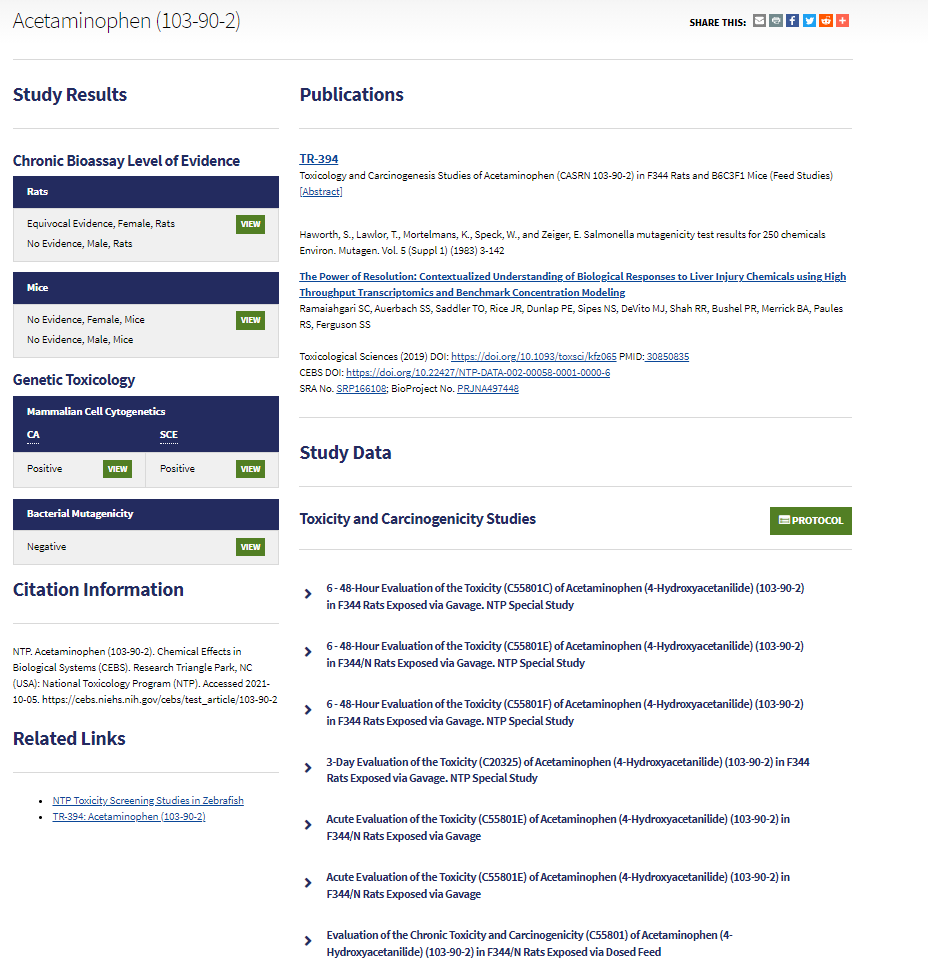 Acetaminophen (103-90-2)
SHARE THIS:
Study Results
Chronic Bioassay Level of Evidence
Rats
Equivocal Evidence, Female, Rats
VIEW
No Evidence, Male, Rats
Mice
No Evidence, Female, Mice
VIEW
No Evidence, Male, Mice
Genetic Toxicology
Mammalian Cell Cytogenetics
CA SCE
Positive VIEW Positive VIEW
Bacterial Mutagenicity
Negative VIEW
Citation Information
NTP. Acetaminophen (103-90-2). Chemical Effects in
Biological Systems (CEBS). Research Triangle Park, NC
(USA): National Toxicology Program (NTP). Accessed 2021-
10-05. https://cebs.niehs.nih.gov/cebs/test_article/103-90-2
Related Links
• NTP Toxicity Screening Studies in Zebrafish
• TR-394: Acetaminophen (103-90-2)
Publications
TR-394
Toxicology and Carcinogenesis Studies of Acetaminophen (CASRN 103-90-2) in F344 Rats and B6C3F1 Mice (Feed Studies)
[Abstract]
Haworth, S., Lawlor, T., Mortelmans, K., Speck, W., and Zeiger, E. Salmonella mutagenicity test results for 250 chemicals
Environ. Mutagen. Vol. 5 (Suppl 1) (1983) 3-142
The Power of Resolution: Contextualized Understanding of Biological Responses to Liver Injury Chemicals using High
Throughput Transcriptomics and Benchmark Concentration Modeling
Ramaiahgari SC, Auerbach SS, Saddler TO, Rice JR, Dunlap PE, Sipes NS, DeVito MJ, Shah RR, Bushel PR, Merrick BA, Paules
RS, Ferguson SS
Toxicological Sciences (2019) DOI: https://doi.org/10.1093/toxsci/kfz065 PMID: 30850835
CEBS DOI: https://doi.org/10.22427/NTP-DATA-002-00058-0001-0000-6
SRA No. SRP166108; BioProject No. PRJNA497448
Study Data
Toxicity and Carcinogenicity Studies
PROTOCOL
6 - 48-Hour Evaluation of the Toxicity (C55801C) of Acetaminophen (4-Hydroxyacetanilide) (103-90-2)
in F344 Rats Exposed via Gavage. NTP Special Study
6 - 48-Hour Evaluation of the Toxicity (C55801E) of Acetaminophen (4-Hydroxyacetanilide) (103-90-2)
in F344/N Rats Exposed via Gavage. NTP Special Study
6 - 48-Hour Evaluation of the Toxicity (C55801F) of Acetaminophen (4-Hydroxyacetanilide) (103-90-2)
in F344 Rats Exposed via Gavage. NTP Special Study
3-Day Evaluation of the Toxicity (C20325) of Acetaminophen (4-Hydroxyacetanilide) (103-90-2) in F344
Rats Exposed via Gavage. NTP Special Study
Acute Evaluation of the Toxicity (C55801E) of Acetaminophen (4-Hydroxyacetanilide) (103-90-2) in
F344/N Rats Exposed via Gavage
Acute Evaluation of the Toxicity (C55801E) of Acetaminophen (4-Hydroxyacetanilide) (103-90-2) in
F344/N Rats Exposed via Gavage
Evaluation of the Chronic Toxicity and Carcinogenicity (C55801) of Acetaminophen (4-
Hydroxyacetanilide) (103-90-2) in F344/N Rats Exposed via Dosed Feed